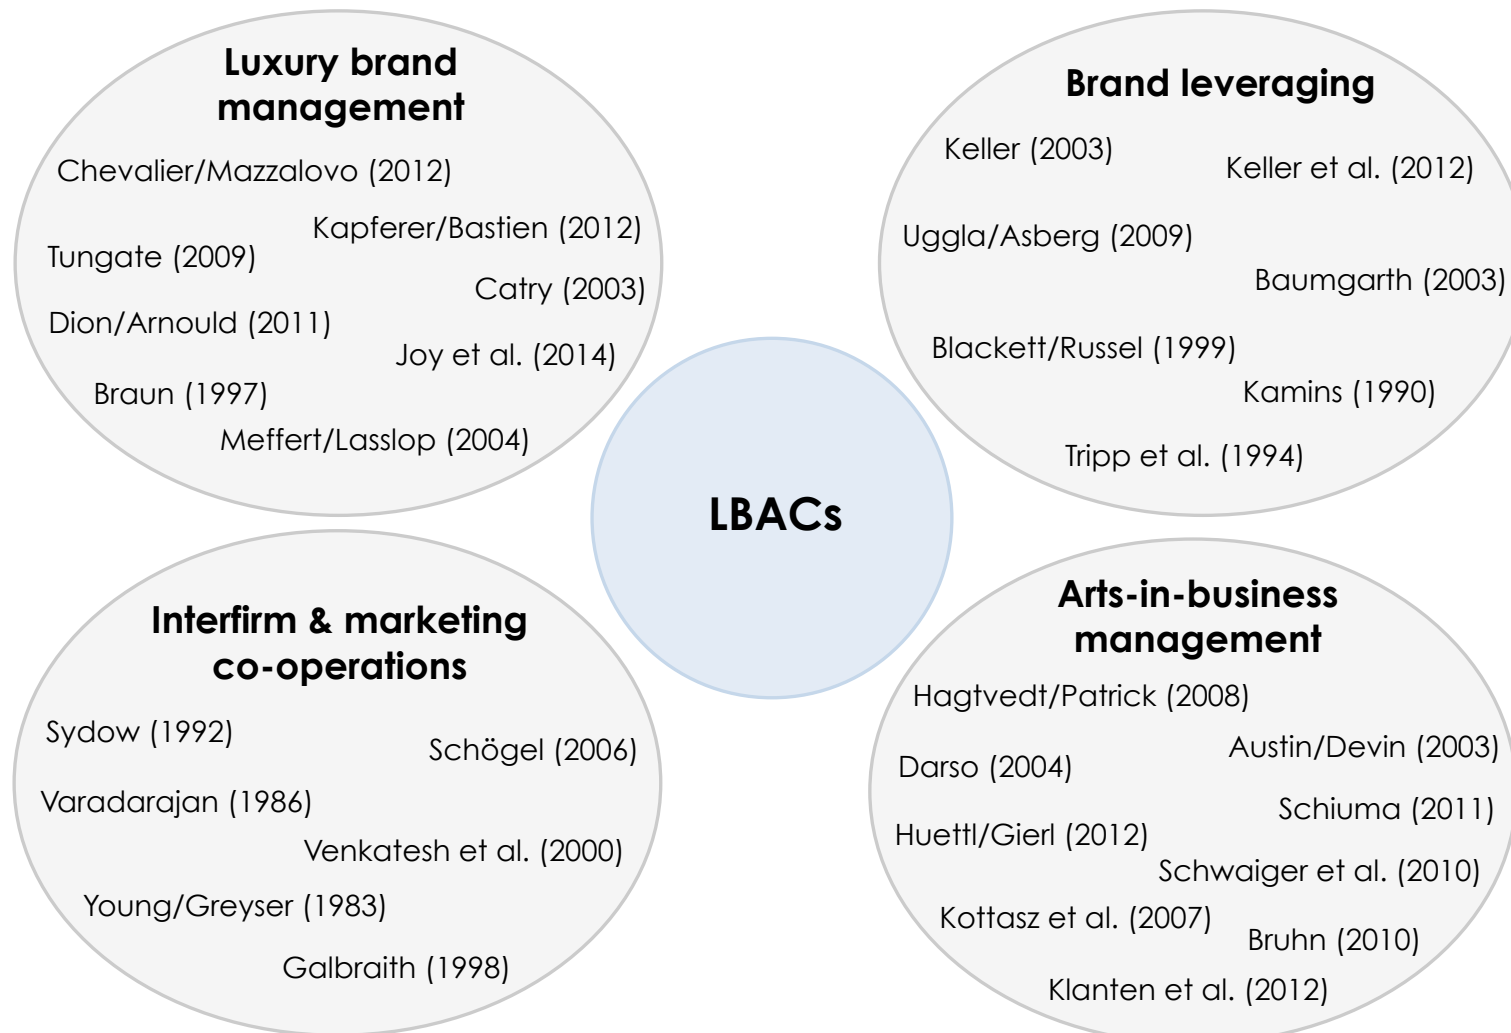 Luxury brand
management
Chevalier/Mazzalovo (2012)
Kapferer/Bastien (2012)
Tungate (2009)
Catry (2003)
Dion/Arnould (2011)
Joy et al. (2014)
Braun (1997)
Meffert/Lasslop (2004)
Brand leveraging
Keller (2003)
Keller et al. (2012)
Uggla/Asberg (2009)
Baumgarth (2003)
Blackett/Russel (1999)
Kamins (1990)
Tripp et al. (1994)
LBACs
Interfirm & marketing
co-operations
Sydow (1992)
Schögel (2006)
Varadarajan (1986)
Venkatesh et al. (2000)
Young/Greyser (1983)
Galbraith (1998)
Arts-in-business
management
Hagtvedt/Patrick (2008)
Austin/Devin (2003)
Darso (2004)
Schiuma (2011)
Huettl/Gierl (2012)
Schwaiger et al. (2010)
Kottasz et al. (2007)
Bruhn (2010)
Klanten et al. (2012)